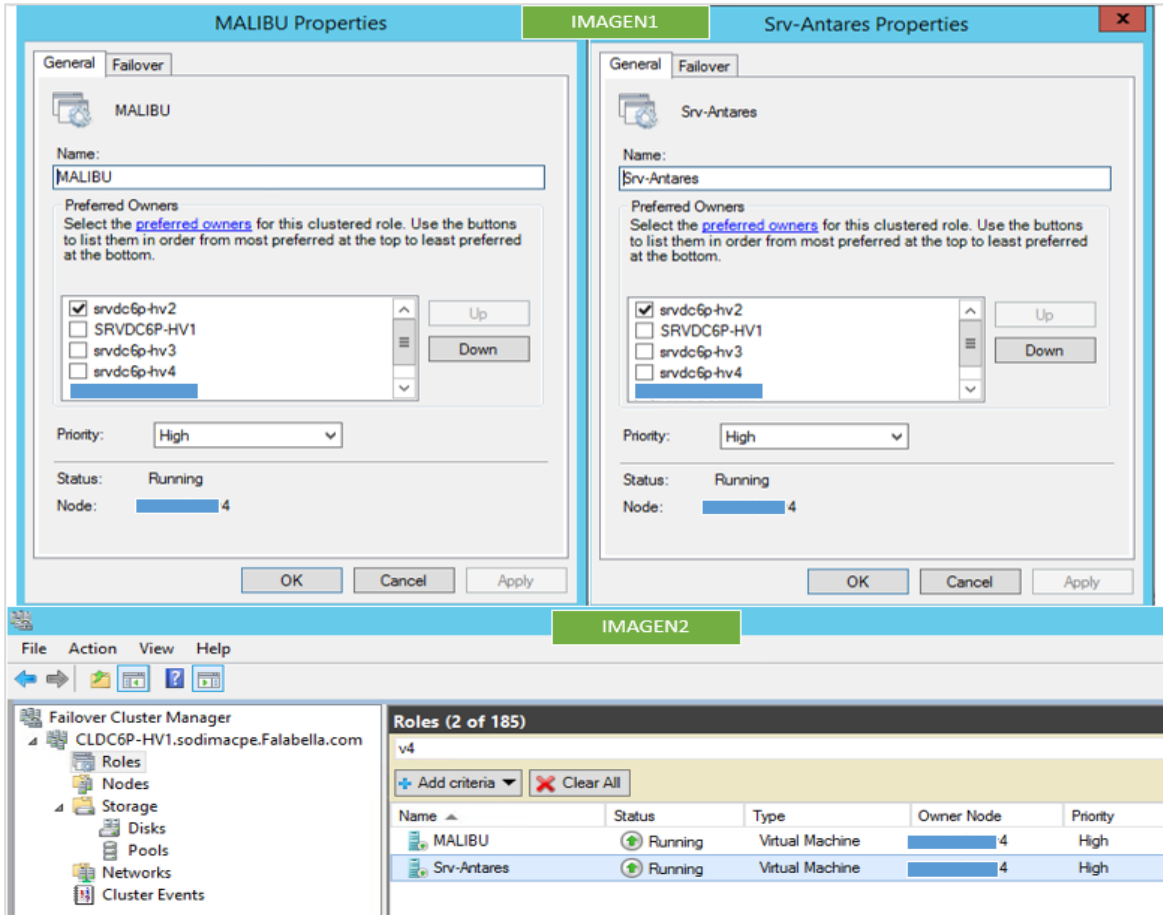 MALIBU Properties
IMAGEN1
Srv-Antares Properties
x
General Failover
MALIBU
Name:
MALIBU
Preferred Owners
Select the preferred owners for this clustered role. Use the buttons
to list them in order from most preferred at the top to least preferred
at the bottom.
srvdc6p-hv2
SRVDC6P-HV1
srvdc6p-hv3
srvdc6p-hv4
Up
Down
Priority: High
Status: Running
Node: 4
OK Cancel Apply
General Failover
Srv-Antares
Name:
Srv-Antares
Preferred Owners
Select the preferred owners for this clustered role. Use the buttons
to list them in order from most preferred at the top to least preferred
at the bottom.
srvdc6p-hv2
SRVDC6P-HV1
srvdc6p-hv3
srvdc6p-hv4
Up
Down
Priority: High
Status: Running
Node: 4
OK Cancel Apply
IMAGEN2
File Action View Help
Failover Cluster Manager
CLDC6P-HV1.sodimacpe.Falabella.com
Roles
Nodes
Storage
Disks
Pools
Networks
Cluster Events
Roles (2 of 185)
v4
Add criteria Clear All
Name Status Type Owner Node Priority
MALIBU Running Virtual Machine 4 High
Srv-Antares Running Virtual Machine 4 High